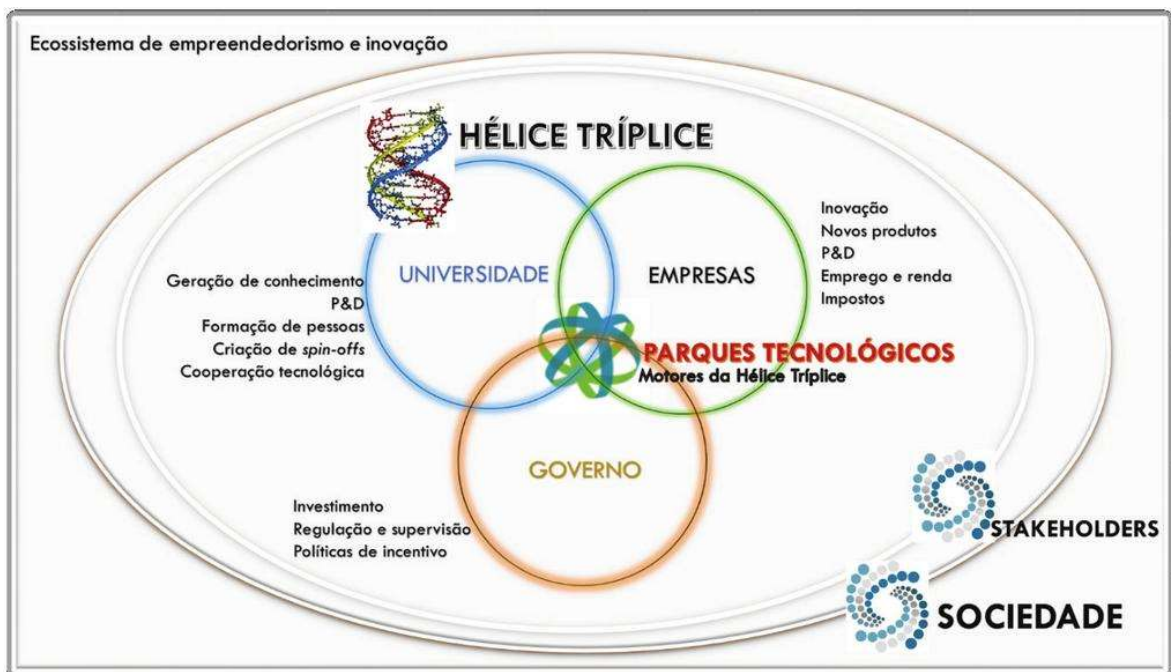 Ecossistema de empreendedorismo e inovação
HÉLICE TRÍPLICE
UNIVERSIDADE
EMPRESAS
Geração de conhecimento
P&D
Formação de pessoas
Criação de spin-offs
Cooperação tecnológica
Inovação
Novos produtos
P&D
Emprego e renda
Impostos
PARQUES TECNOLÓGICOS
Motores da Hélice Tríplice
GOVERNO
Investimento
Regulação e supervisão
Políticas de incentivo
STAKEHOLDERS
SOCIEDADE